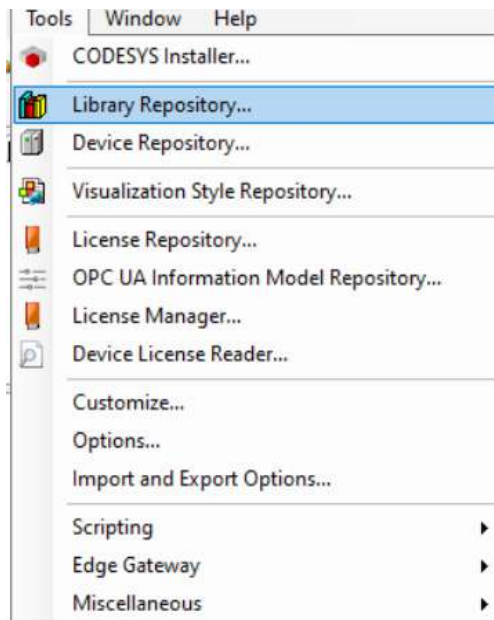 Tools Window Help
CODESYS Installer...
Library Repository...
Device Repository...
Visualization Style Repository...
License Repository...
OPC UA Information Model Repository...
License Manager...
Device License Reader...
Customize...
Options...
Import and Export Options...
Scripting
Edge Gateway
Miscellaneous